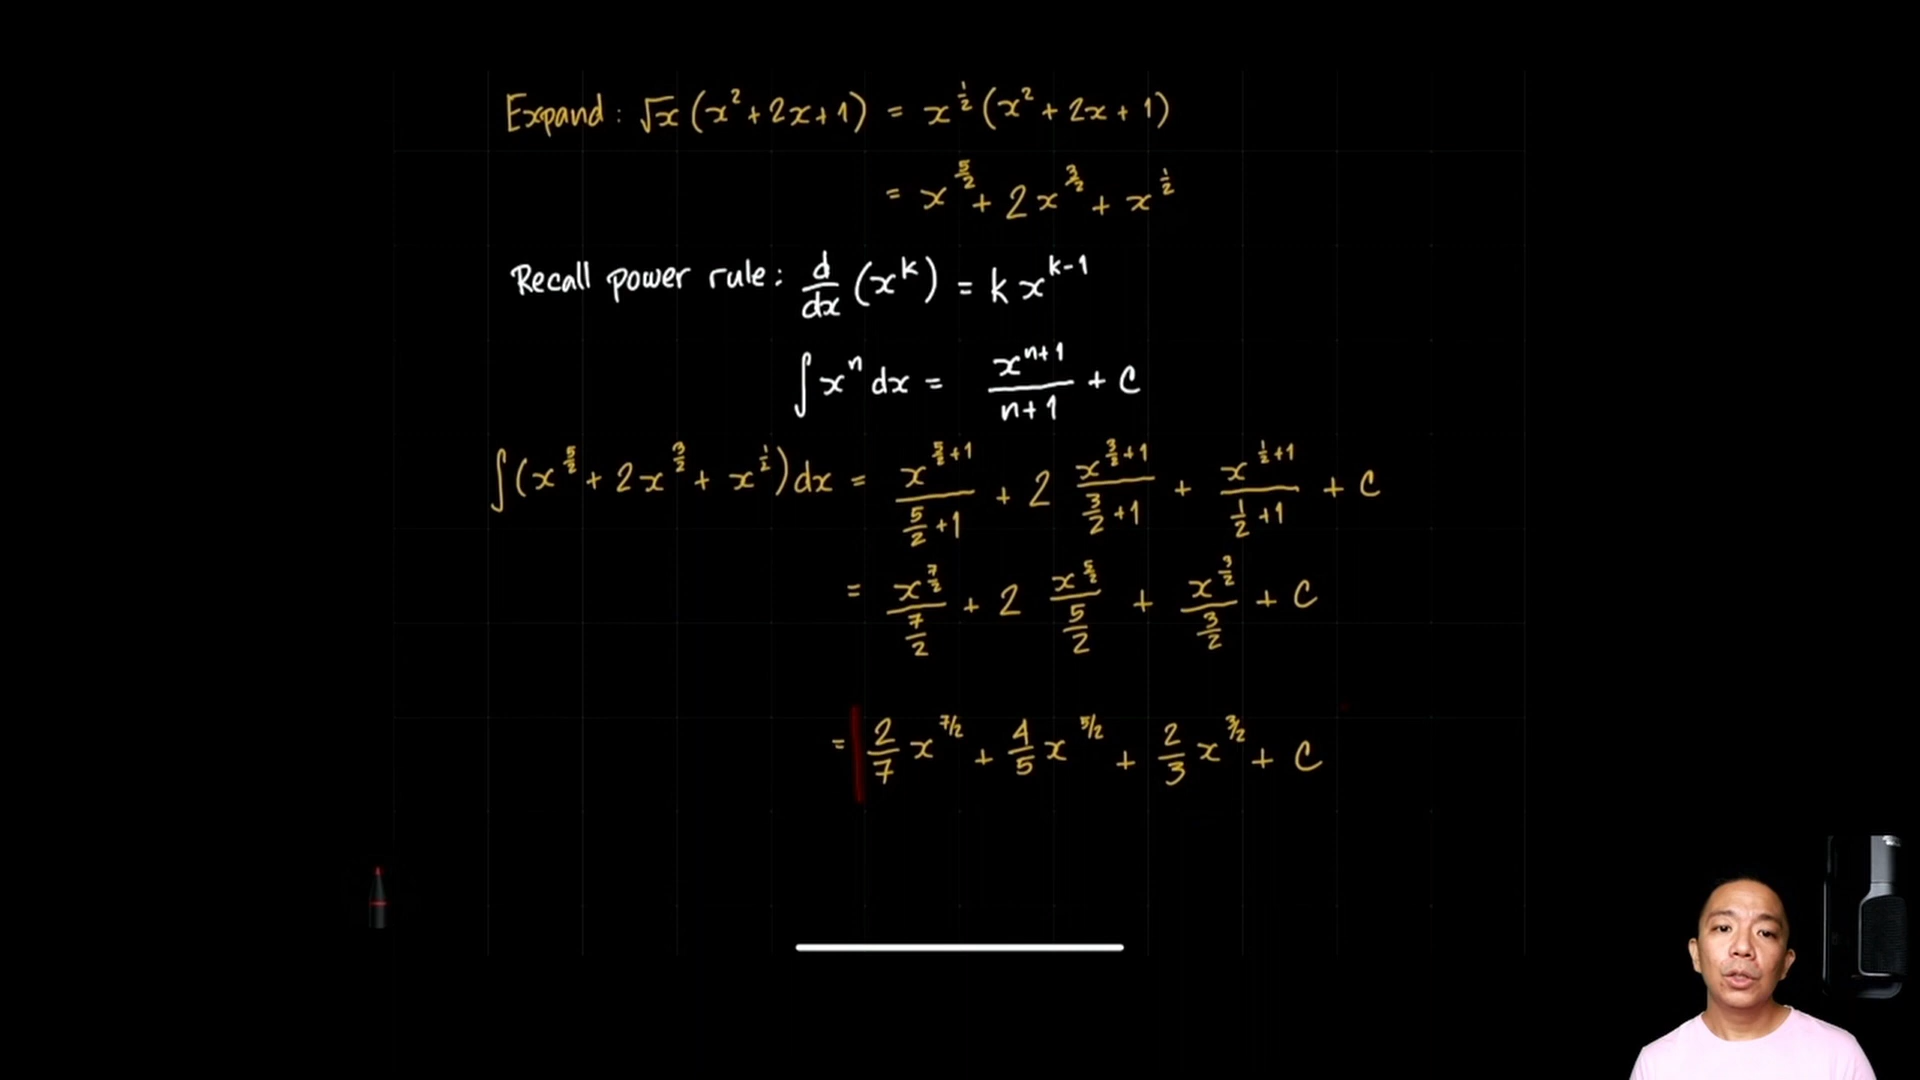 Expand: √x (x² + 2x + 1) = x^{1/2} (x² + 2x + 1)
= x^{5/2} + 2x^{3/2} + x^{1/2}
Recall power rule: d/dx (x^k) = k x^{k-1}
∫ x^n dx = x^{n+1}/(n+1) + C
∫ (x^{5/2} + 2x^{3/2} + x^{1/2}) dx = x^{5/2+1}/(5/2+1) + 2 x^{3/2+1}/(3/2+1) + x^{1/2+1}/(1/2+1) + C
= x^{7/2}/(7/2) + 2 x^{5/2}/(5/2) + x^{3/2}/(3/2) + C
= 2/7 x^{7/2} + 4/5 x^{5/2} + 2/3 x^{3/2} + C